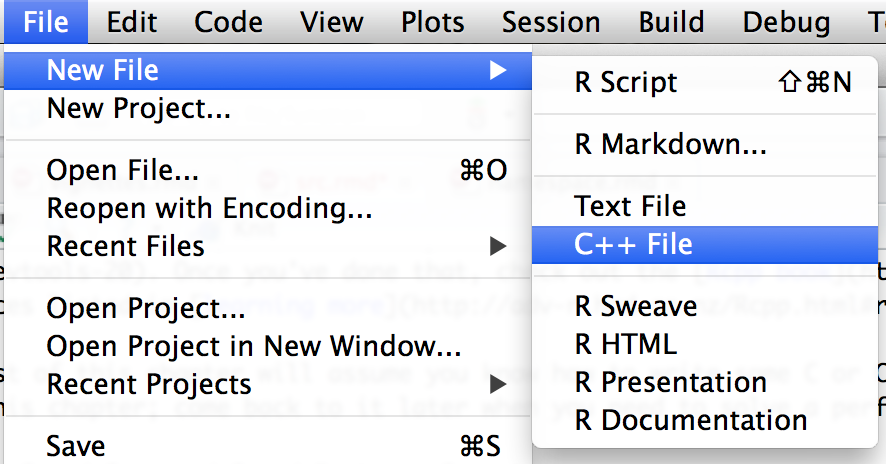 File Edit Code View Plots Session Build Debug
New File
New Project...
Open File... ⌘O
Reopen with Encoding...
Recent Files
Open Project...
Open Project in New Window...
Recent Projects
Save ⌘S
R Script ⇧⌘N
R Markdown...
Text File
C++ File
R Sweave
R HTML
R Presentation
R Documentation